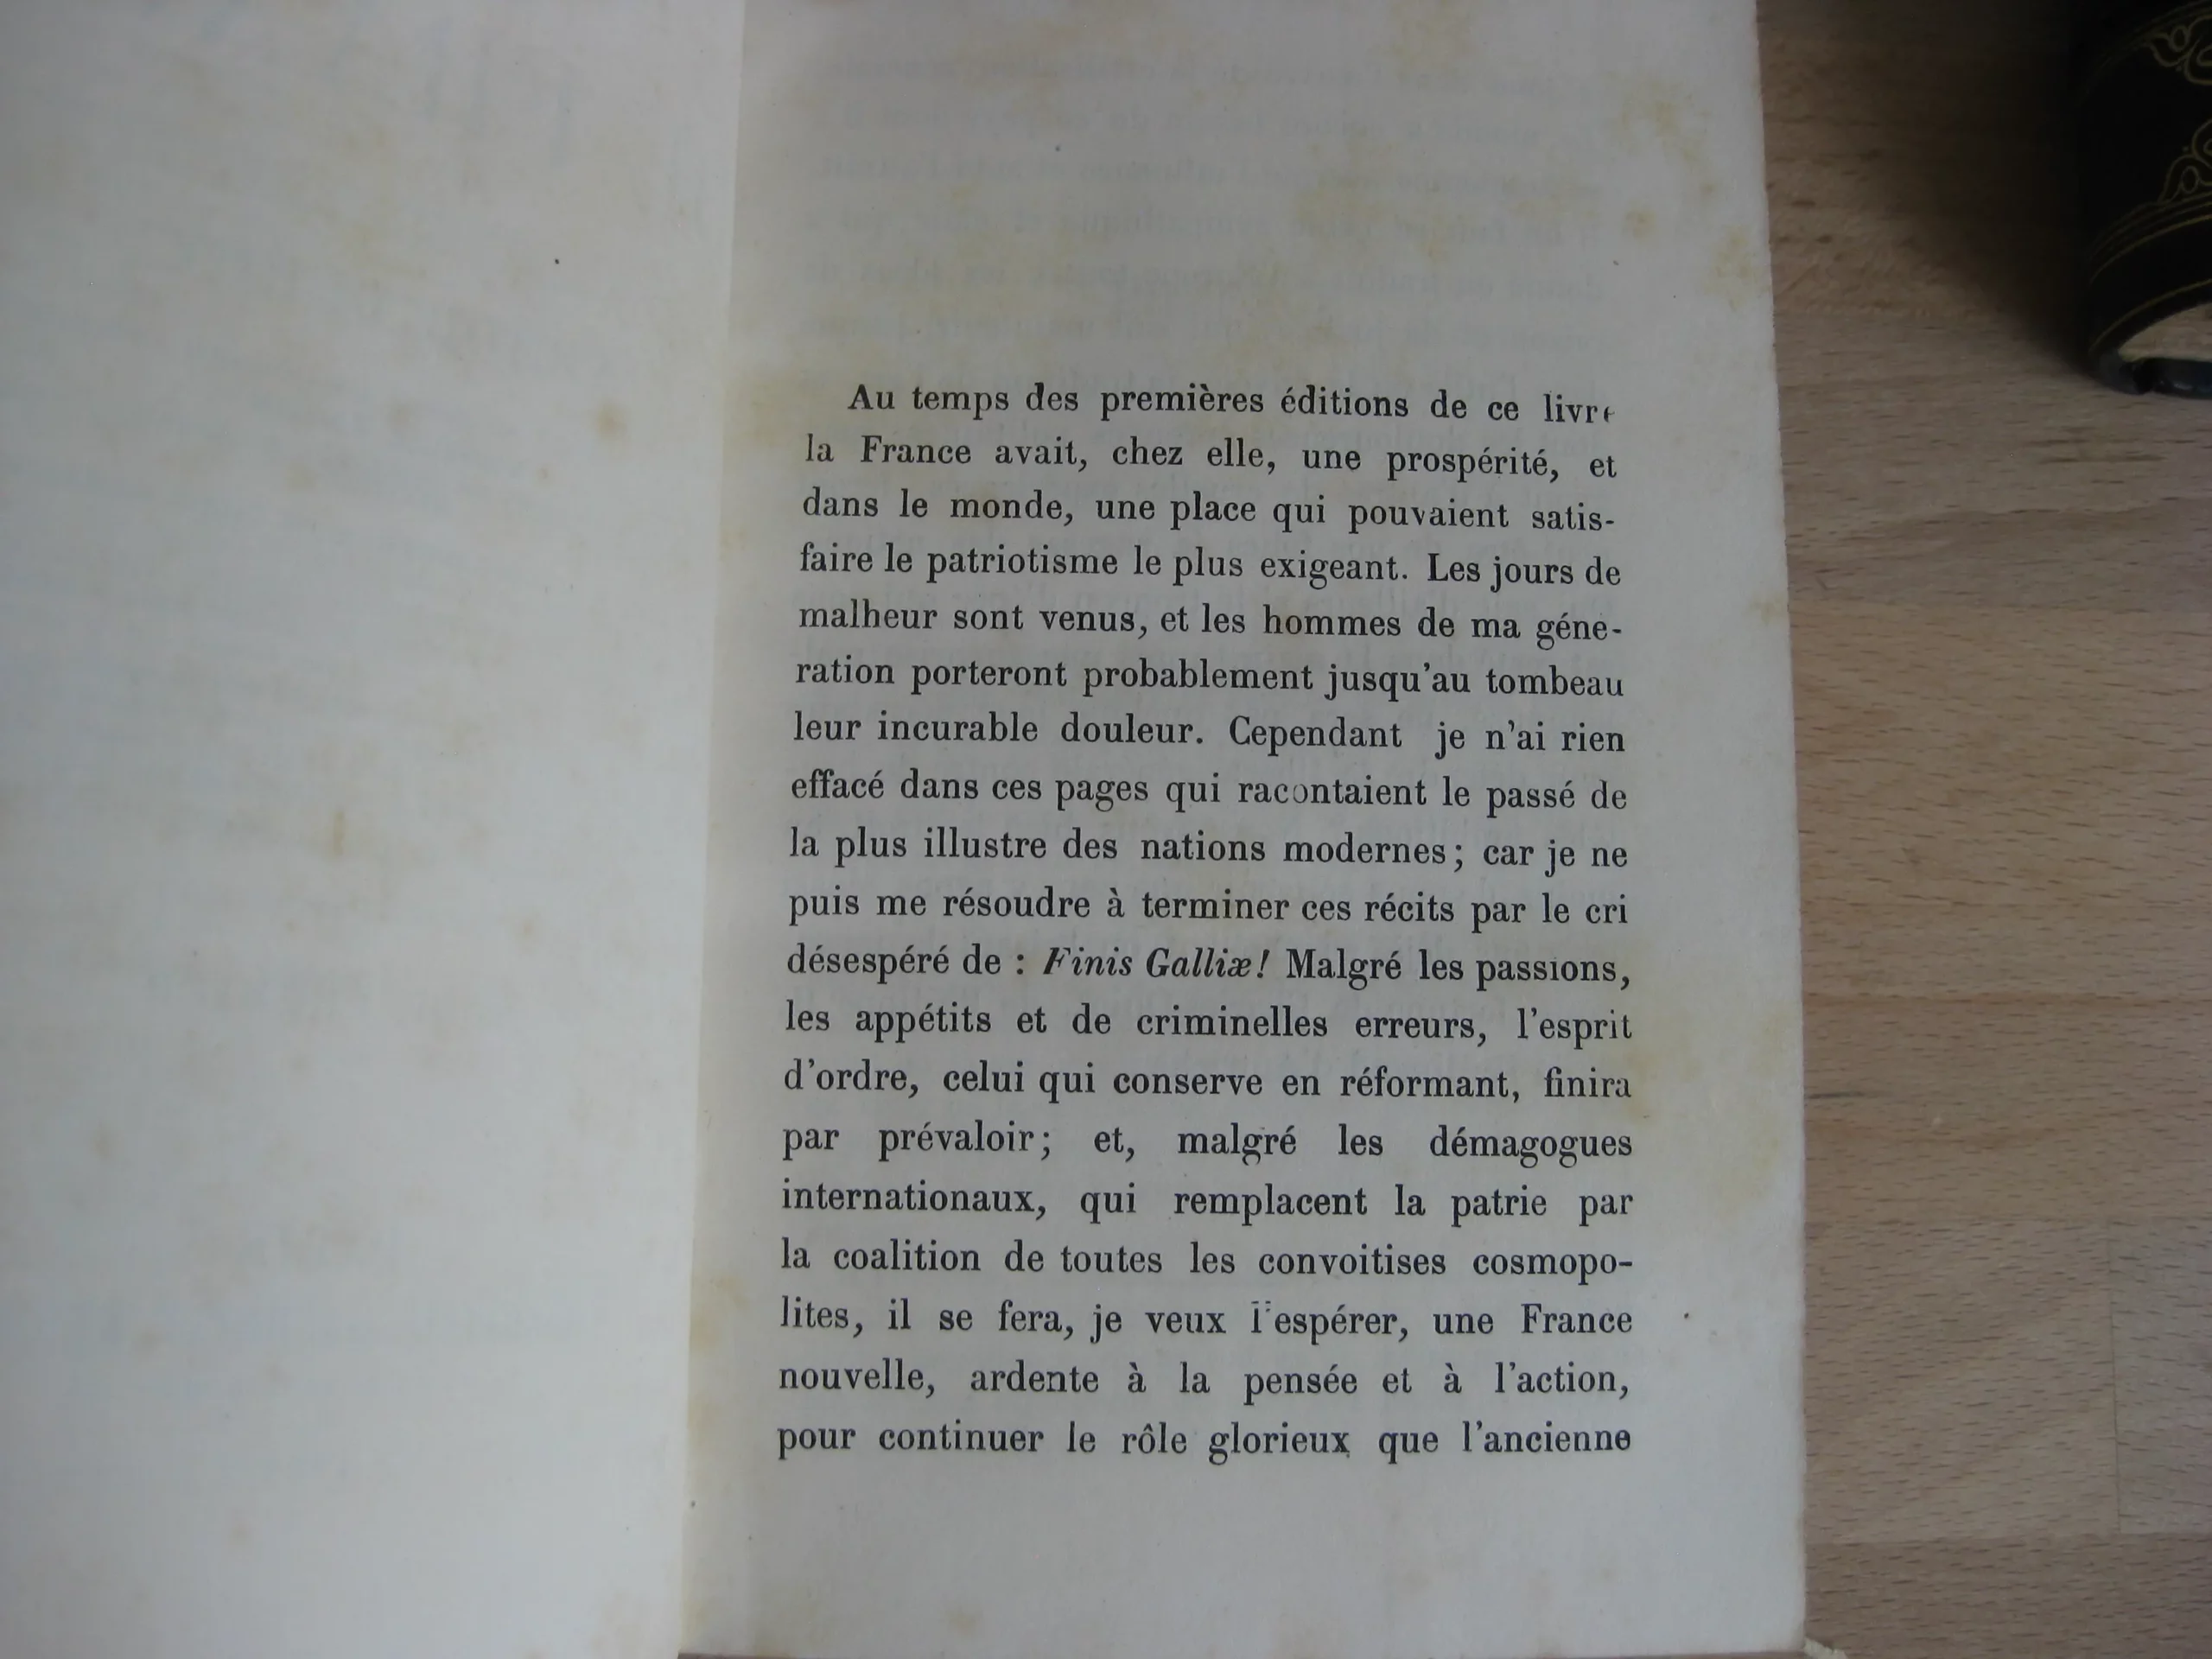 Au temps des premières éditions de ce livre
la France avait, chez elle, une prospérité, et
dans le monde, une place qui pouvaient satis-
faire le patriotisme le plus exigeant. Les jours de
malheur sont venus, et les hommes de ma géne-
ration porteront probablement jusqu'au tombeau
leur incurable douleur. Cependant je n'ai rien
effacé dans ces pages qui racontaient le passé de
la plus illustre des nations modernes; car je ne
puis me résoudre à terminer ces récits par le cri
désespéré de : Finis Galliæ! Malgré les passions,
les appétits et de criminelles erreurs, l'esprit
d'ordre, celui qui conserve en réformant, finira
par prévaloir; et, malgré les démagogues
internationaux, qui remplacent la patrie par
la coalition de toutes les convoitises cosmopo-
lites, il se fera, je veux l'espérer, une France
nouvelle, ardente à la pensée et à l'action,
pour continuer le rôle glorieux que l'ancienne